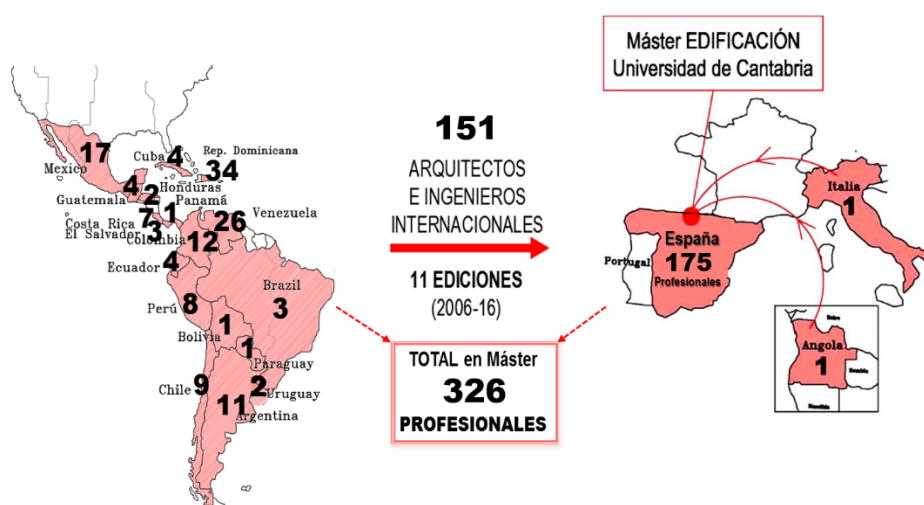 Máster EDIFICACIÓN
Universidad de Cantabria
17
Mexico
Cuba
4
Rep. Dominicana
34
4
Guatemala
2
Honduras
Panamá
1
7
Costa Rica
3
El Salvador
26
Venezuela
12
Colombia
4
Ecuador
Brazil
3
8
Perú
1
Bolivia
1
Paraguay
9
Chile
2
Uruguay
11
Argentina
151
ARQUITECTOS
E INGENIEROS
INTERNACIONALES
11 EDICIONES
(2006-16)
TOTAL en Máster
326
PROFESIONALES
Italia
1
España
175
Profesionales
Portugal
Angola
1